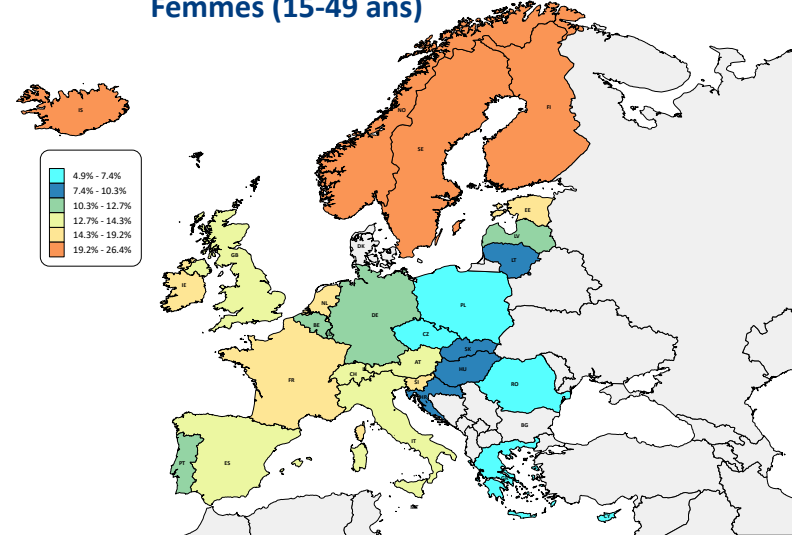 Femmes (15-49 ans)
IS
NO
FI
SE
4.9% - 7.4%
7.4% - 10.3%
10.3% - 12.7%
12.7% - 14.3%
14.3% - 19.2%
19.2% - 26.4%
EE
LV
DK
GB
LT
IE
NL
PL
DE
BE
CZ
SK
AT
HU
CH
FR
SI
RO
HR
BG
IT
PT
ES